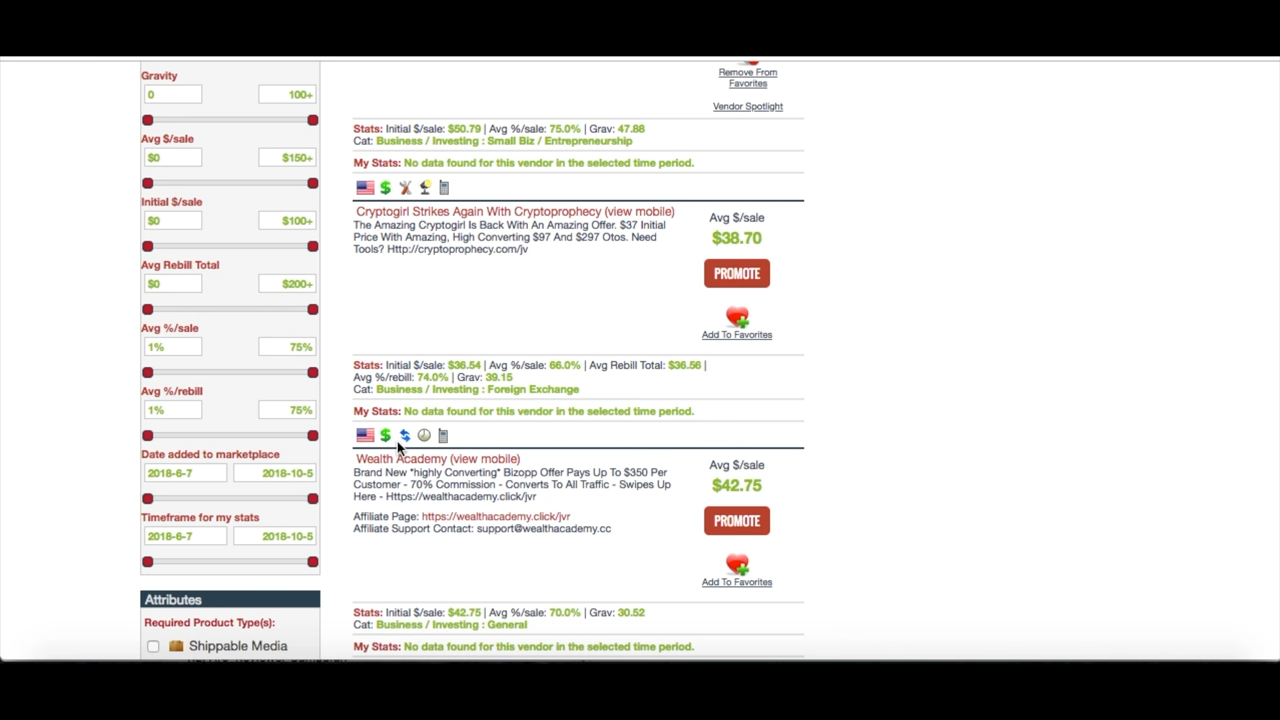 Gravity
0 100+
Avg $/sale
$0 $150+
Initial $/sale
$0 $100+
Avg Rebill Total
$0 $200+
Avg %/sale
1% 75%
Avg %/rebill
1% 75%
Date added to marketplace
2018-6-7 2018-10-5
Timeframe for my stats
2018-6-7 2018-10-5
Attributes
Required Product Type(s):
Shippable Media
Remove From
Favorites
Vendor Spotlight
Stats: Initial $/sale: $50.79 | Avg %/sale: 75.0% | Grav: 47.88
Cat: Business / Investing : Small Biz / Entrepreneurship
My Stats: No data found for this vendor in the selected time period.
Cryptogirl Strikes Again With Cryptoprophecy (view mobile)
The Amazing Cryptogirl Is Back With An Amazing Offer. $37 Initial
Price With Amazing, High Converting $97 And $297 Otos. Need
Tools? Http://cryptoprophecy.com/jv
Avg $/sale
$38.70
PROMOTE
Add To Favorites
Stats: Initial $/sale: $36.54 | Avg %/sale: 66.0% | Avg Rebill Total: $36.56 |
Avg %/rebill: 74.0% | Grav: 39.15
Cat: Business / Investing : Foreign Exchange
My Stats: No data found for this vendor in the selected time period.
Wealth Academy (view mobile)
Brand New *highly Converting* Bizopp Offer Pays Up To $350 Per
Customer - 70% Commission - Converts To All Traffic - Swipes Up
Here - Https://wealthacademy.click/jvr
Affiliate Page: https://wealthacademy.click/jvr
Affiliate Support Contact: support@wealthacademy.cc
Avg $/sale
$42.75
PROMOTE
Add To Favorites
Stats: Initial $/sale: $42.75 | Avg %/sale: 70.0% | Grav: 30.52
Cat: Business / Investing : General
My Stats: No data found for this vendor in the selected time period.